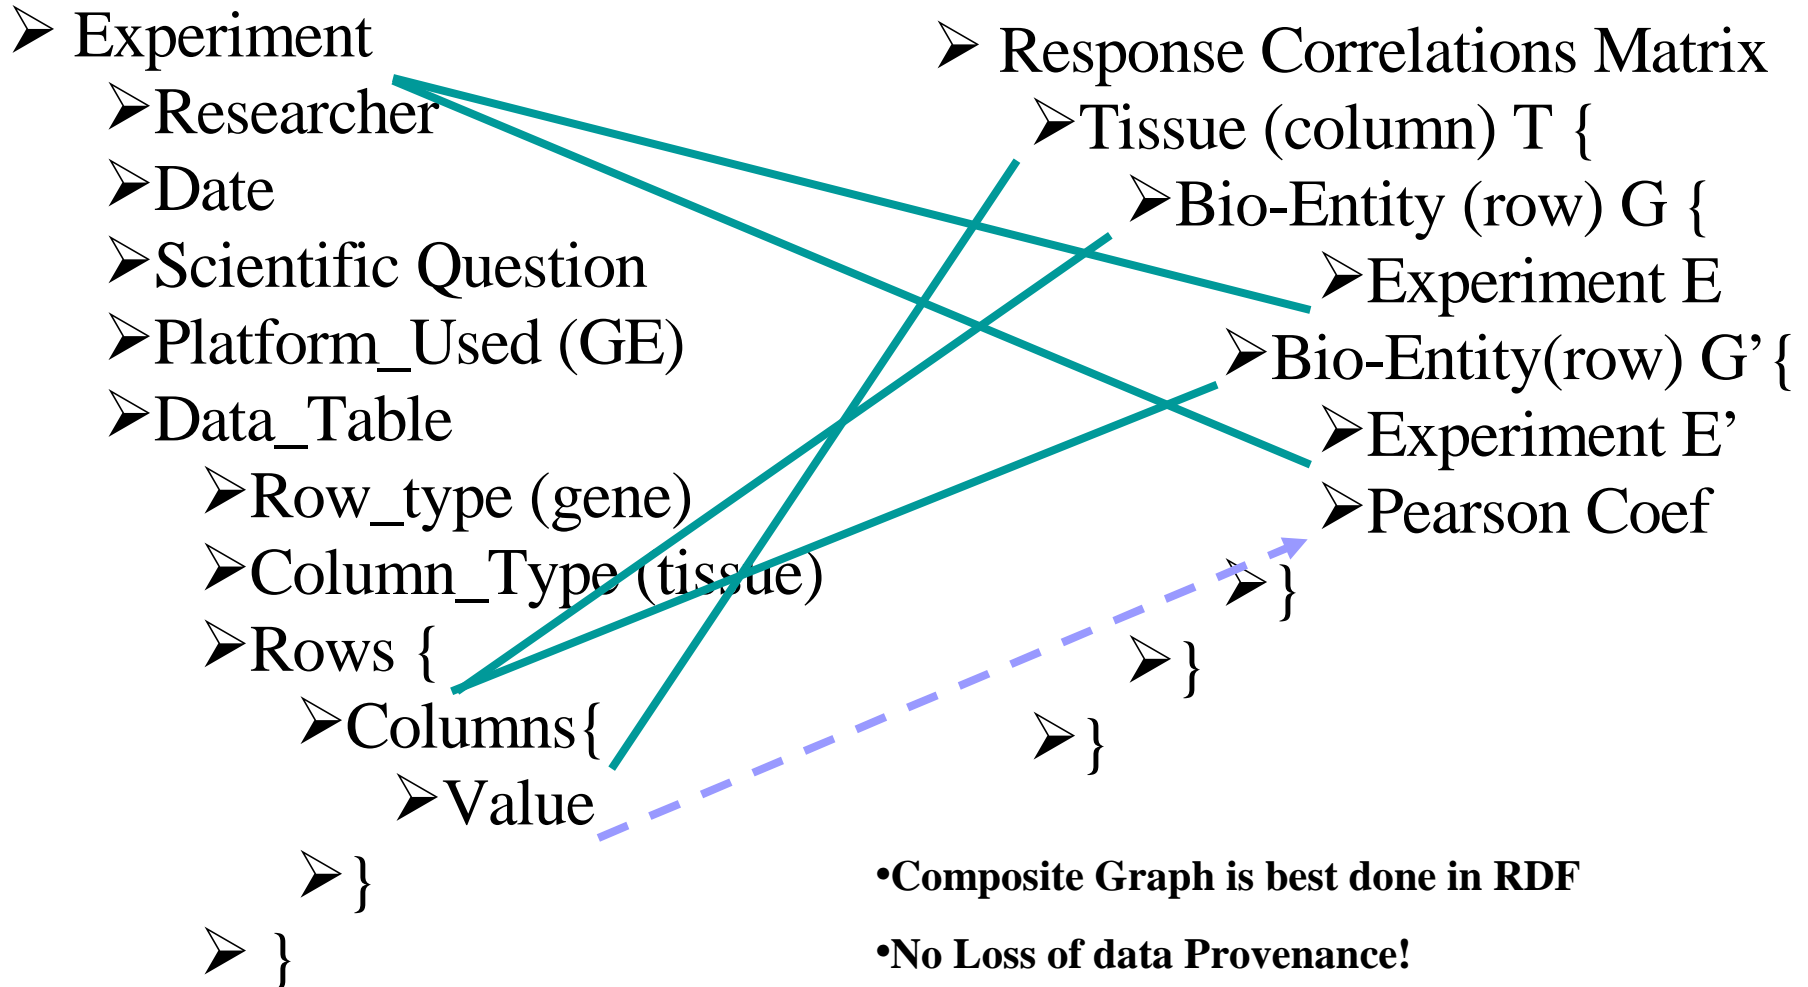 ➢ Experiment
➢Researcher
➢Date
➢Scientific Question
➢Platform_Used (GE)
➢Data_Table
➢Row_type (gene)
➢Column_Type (tissue)
➢Rows {
➢Columns{
➢Value
➢}
➢ }
➢ Response Correlations Matrix
➢Tissue (column) T {
➢Bio-Entity (row) G {
➢Experiment E
➢Bio-Entity(row) G’{
➢Experiment E’
➢Pearson Coef
➢}
➢}
➢}
•Composite Graph is best done in RDF
•No Loss of data Provenance!